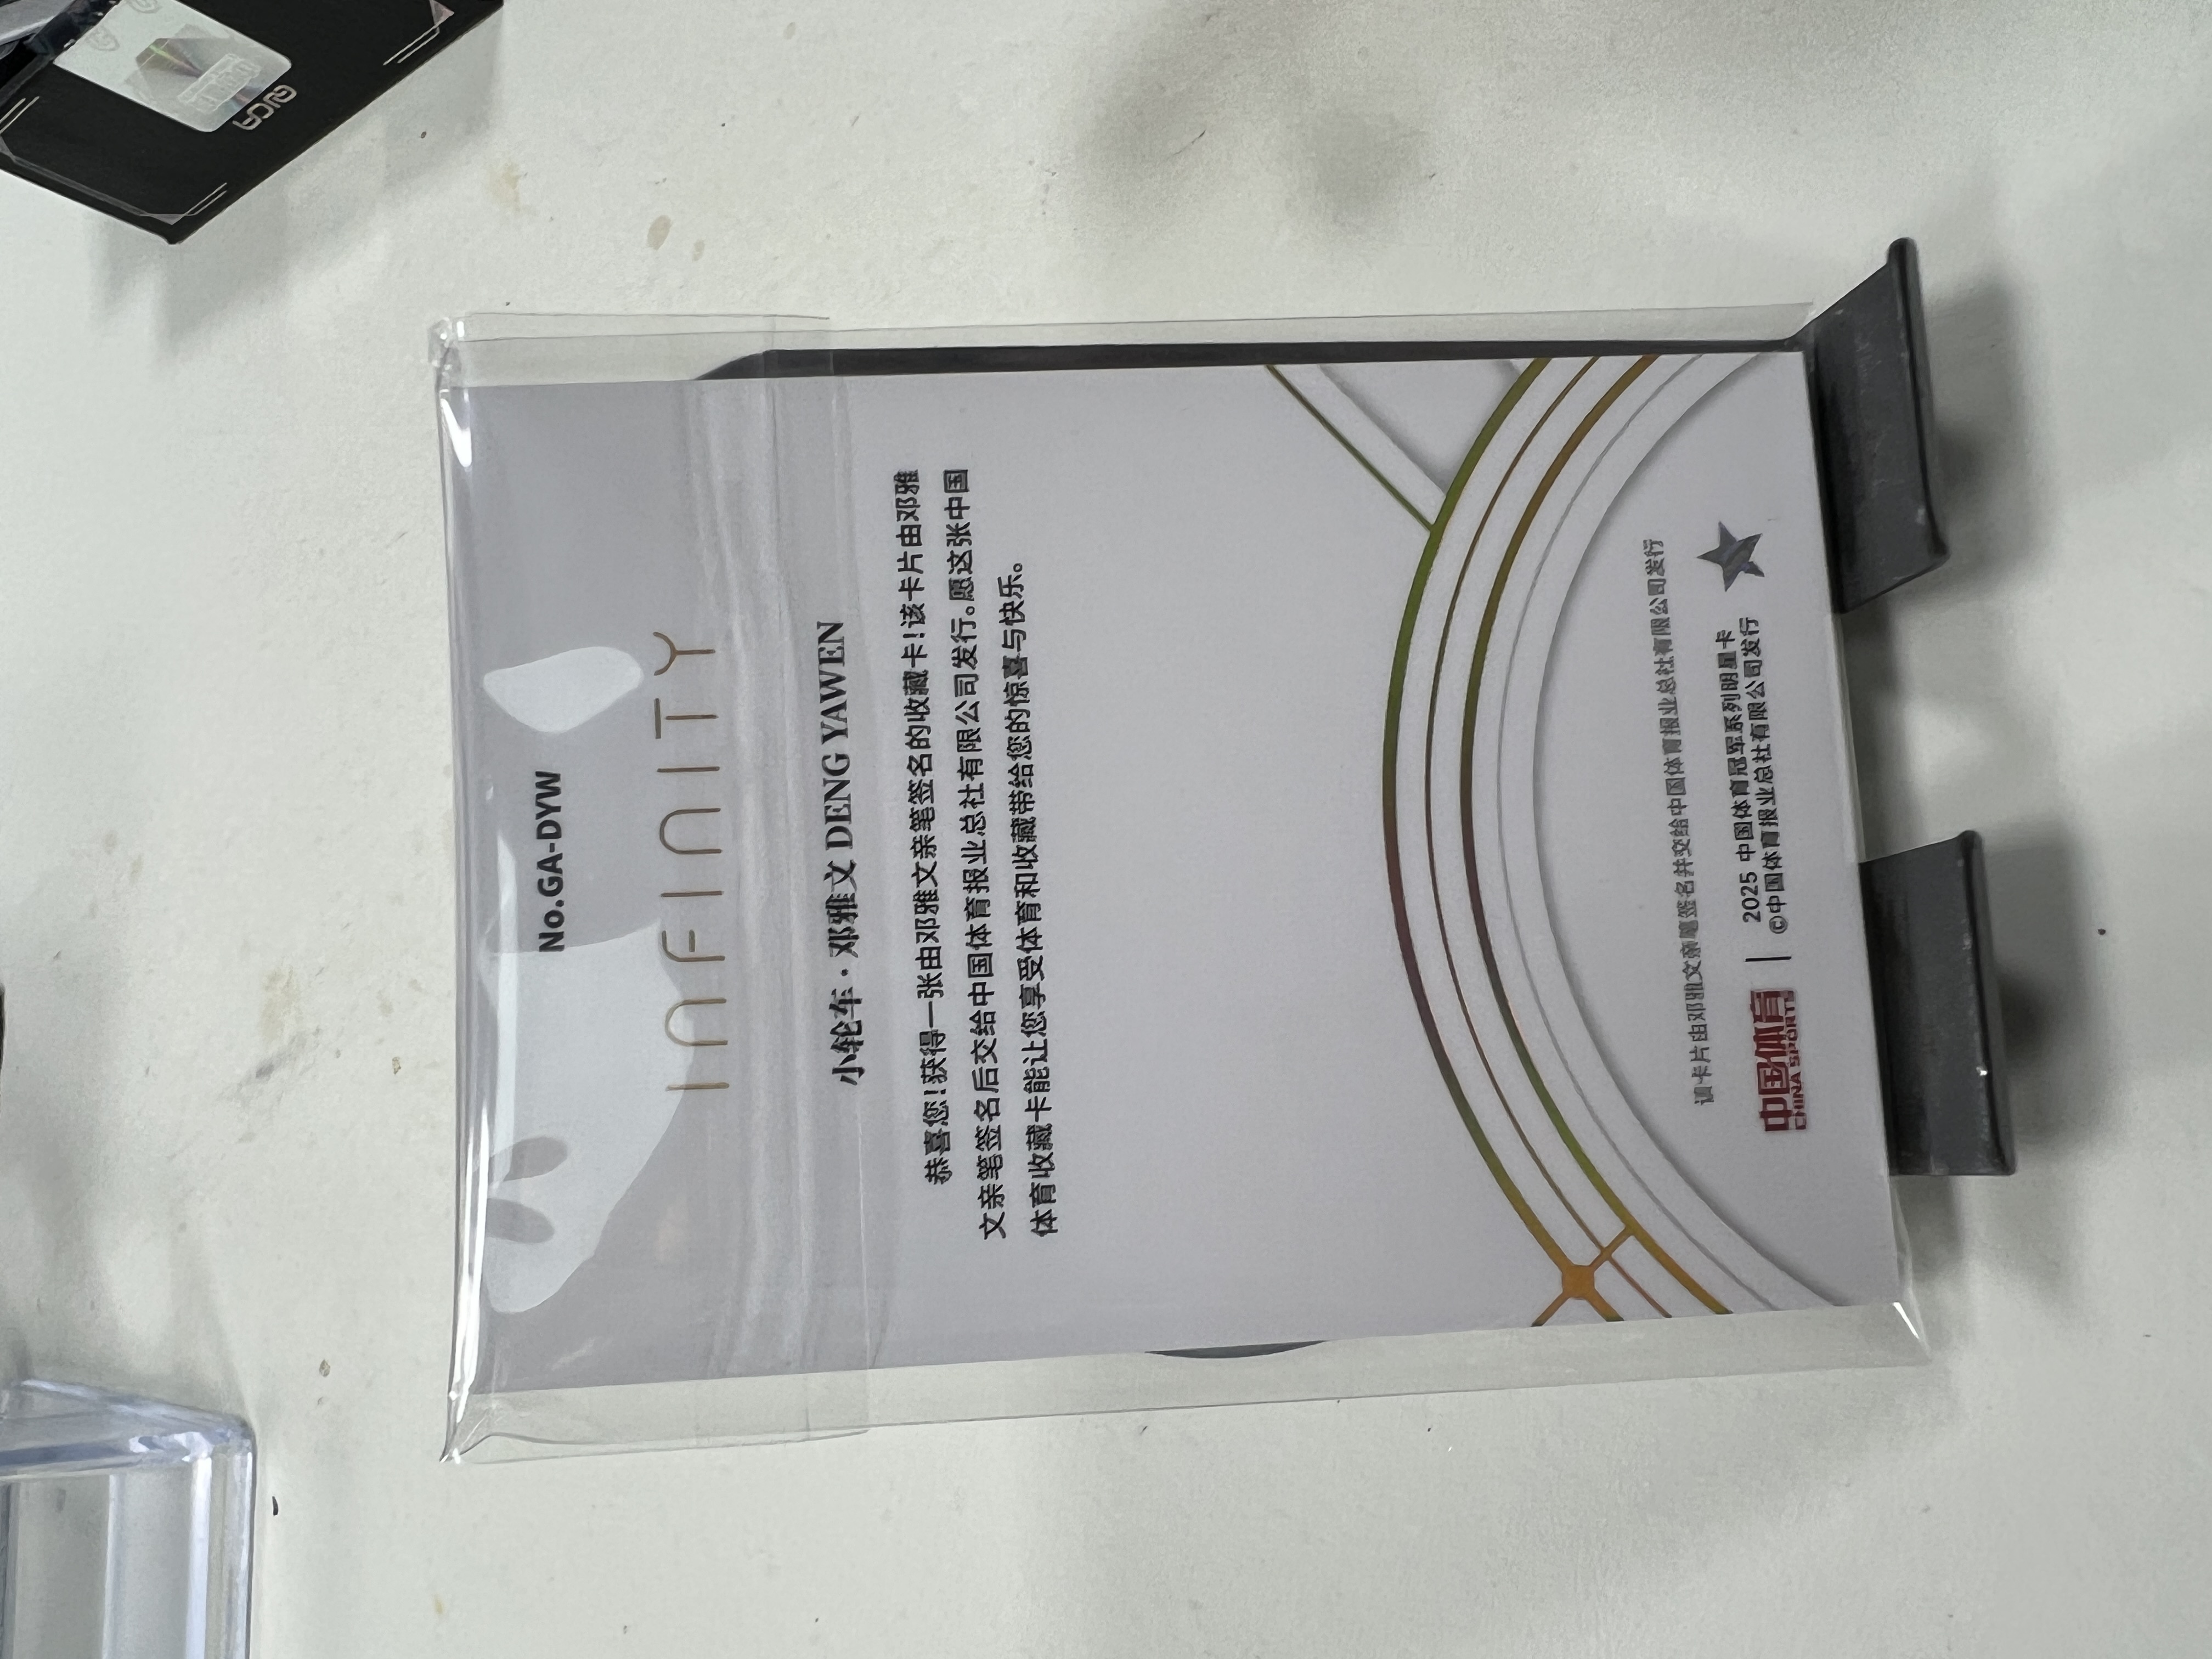 No.GA-DYW
INFINITY
小轮车·邓雅文 DENG YAWEN
恭喜您!获得一张由邓雅文亲笔签名的收藏卡!该卡片由邓雅
文亲笔签名后交给中国体育报业总社有限公司发行。愿这张中国
体育收藏卡能让您享受体育和收藏带给您的惊喜与快乐。
该卡片由邓雅文亲笔签名并交给中国体育报业总社有限公司发行
中国体育
CHINA SPORTS
2025 中国体育冠军系列明星卡
©中国体育报业总社有限公司发行